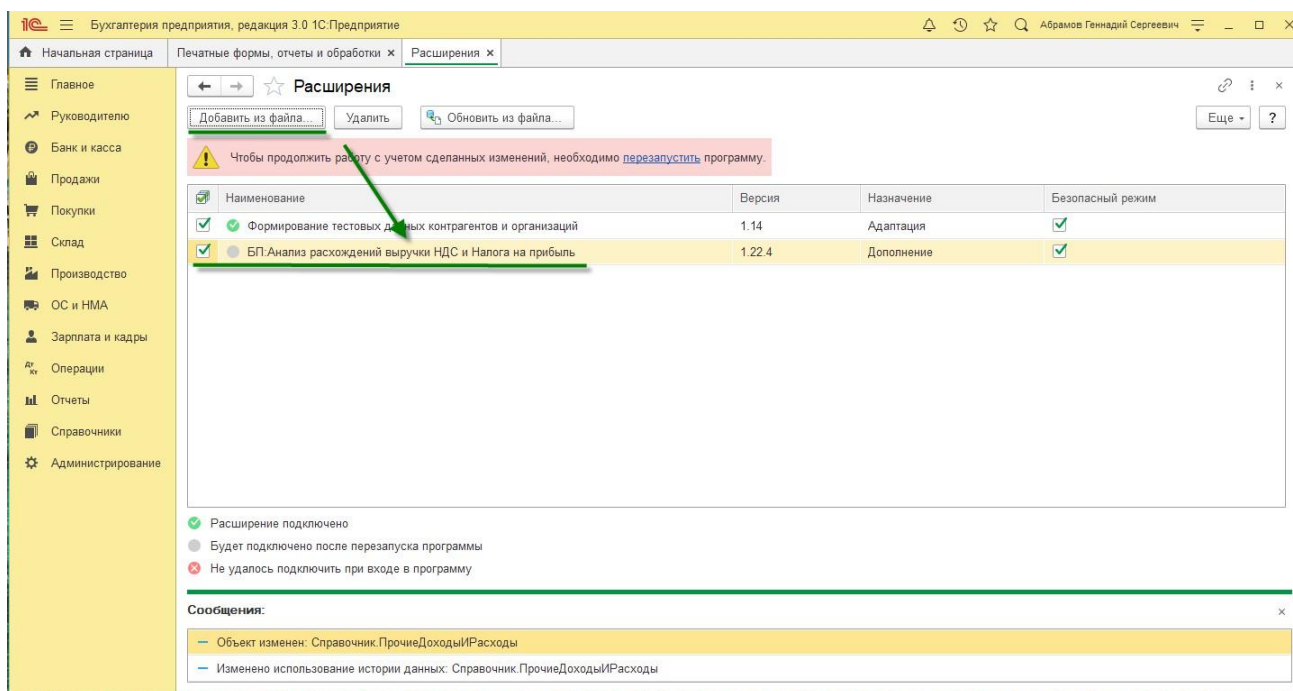 1С Бухгалтерия предприятия, редакция 3.0 1С:Предприятие Абрамов Геннадий Сергеевич
Начальная страница Печатные формы, отчеты и обработки × Расширения ×
Главное
Руководителю
Банк и касса
Продажи
Покупки
Склад
Производство
ОС и НМА
Зарплата и кадры
Дт Кт Операции
Отчеты
Справочники
Администрирование
Расширения
Добавить из файла... Удалить Обновить из файла... Еще ?
Чтобы продолжить работу с учетом сделанных изменений, необходимо перезапустить программу.
Наименование Версия Назначение Безопасный режим
Формирование тестовых данных контрагентов и организаций 1.14 Адаптация
БП:Анализ расхождений выручки НДС и Налога на прибыль 1.22.4 Дополнение
Расширение подключено
Будет подключено после перезапуска программы
Не удалось подключить при входе в программу
Сообщения:
Объект изменен: Справочник.ПрочиеДоходыИРасходы
Изменено использование истории данных: Справочник.ПрочиеДоходыИРасходы